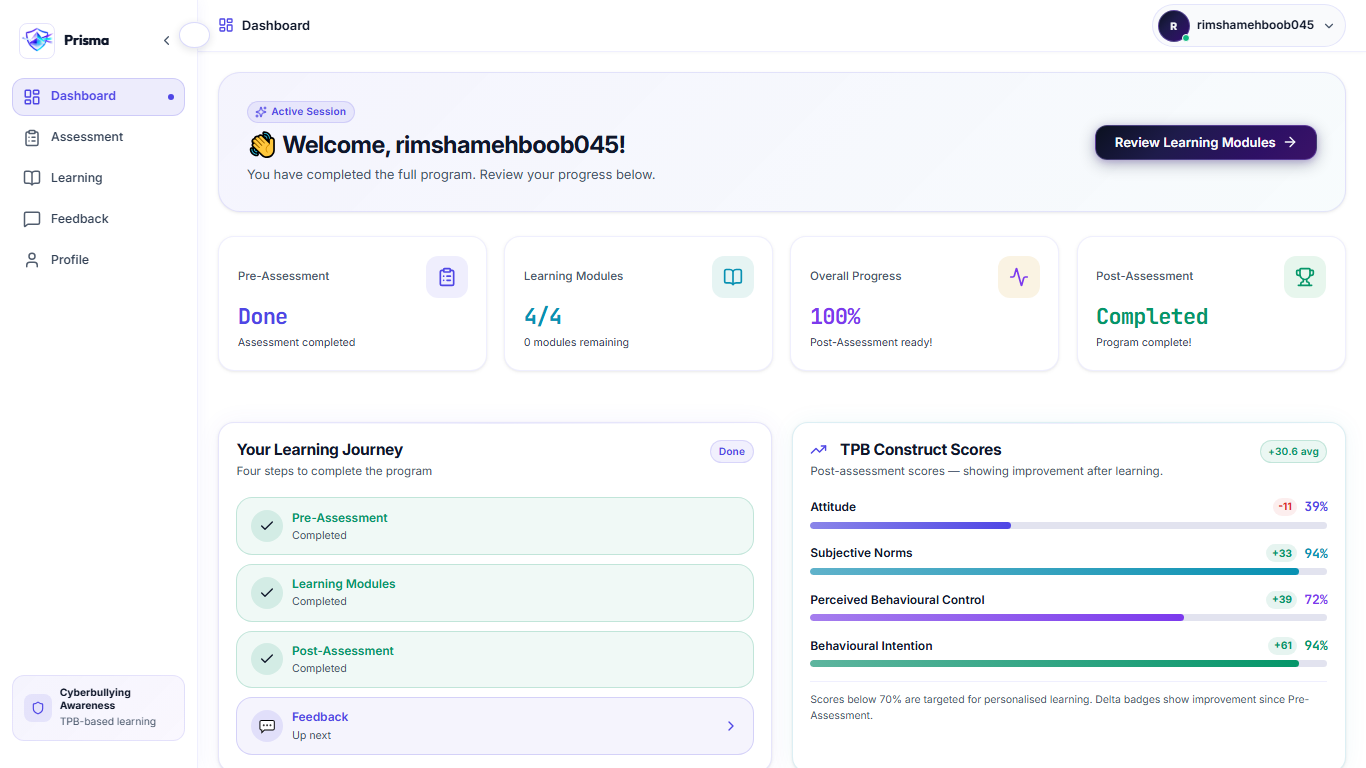 Prisma
Dashboard
Assessment
Learning
Feedback
Profile
Cyberbullying
Awareness
TPB-based learning
Dashboard
R
rimshamehboob045
Active Session
👋 Welcome, rimshamehboob045!
You have completed the full program. Review your progress below.
Review Learning Modules →
Pre-Assessment
Done
Assessment completed
Learning Modules
4/4
0 modules remaining
Overall Progress
100%
Post-Assessment ready!
Post-Assessment
Completed
Program complete!
Your Learning Journey
Done
Four steps to complete the program
Pre-Assessment
Completed
Learning Modules
Completed
Post-Assessment
Completed
Feedback
Up next
TPB Construct Scores
+30.6 avg
Post-assessment scores — showing improvement after learning.
Attitude -11 39%
Subjective Norms +33 94%
Perceived Behavioural Control +39 72%
Behavioural Intention +61 94%
Scores below 70% are targeted for personalised learning. Delta badges show improvement since Pre-
Assessment.